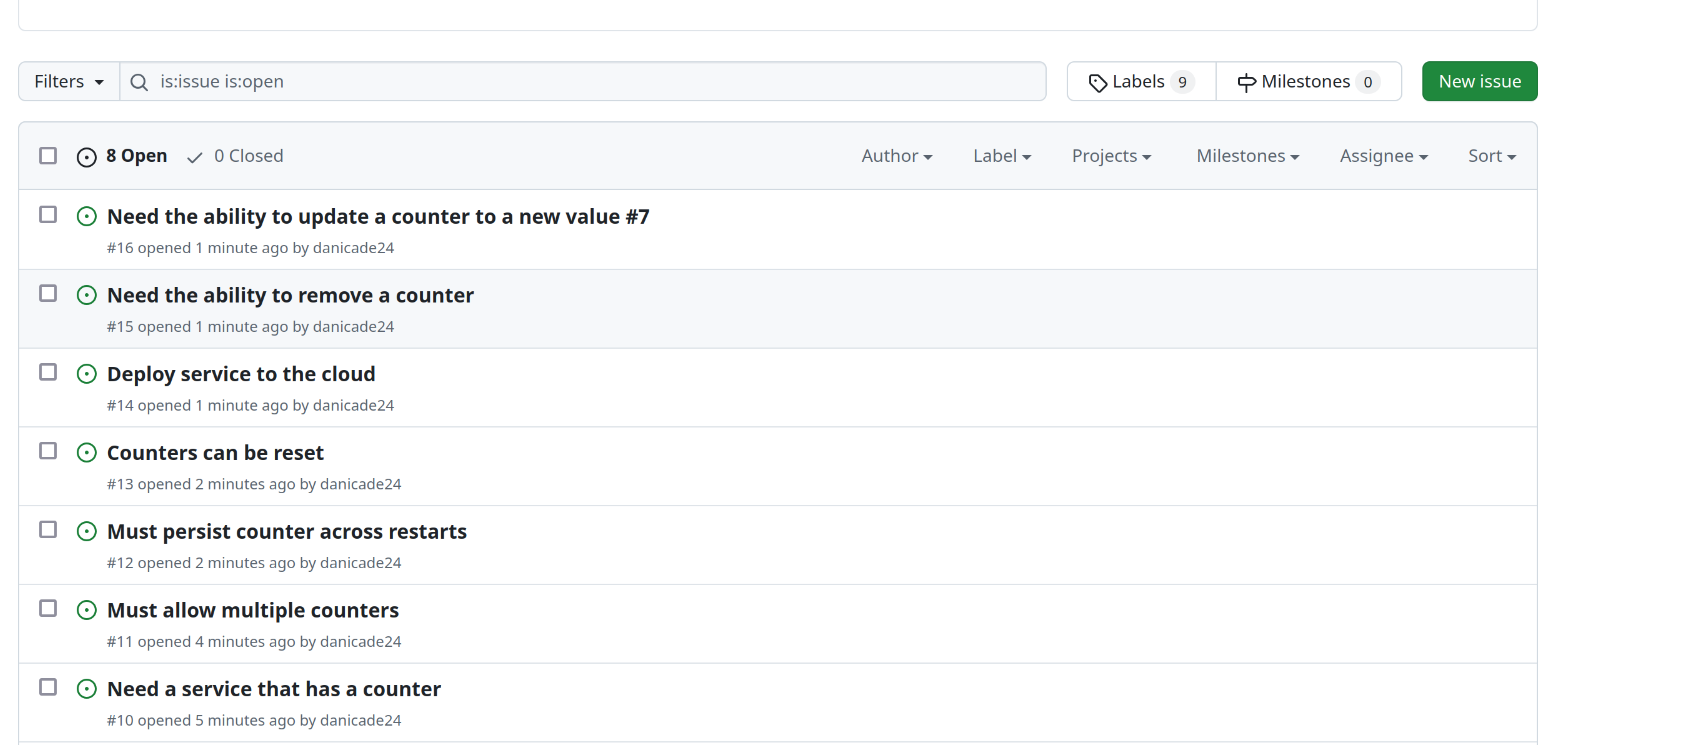 Filters is:issue is:open Labels 9 Milestones 0 New issue
8 Open 0 Closed Author Label Projects Milestones Assignee Sort
Need the ability to update a counter to a new value #7
#16 opened 1 minute ago by danicade24
Need the ability to remove a counter
#15 opened 1 minute ago by danicade24
Deploy service to the cloud
#14 opened 1 minute ago by danicade24
Counters can be reset
#13 opened 2 minutes ago by danicade24
Must persist counter across restarts
#12 opened 2 minutes ago by danicade24
Must allow multiple counters
#11 opened 4 minutes ago by danicade24
Need a service that has a counter
#10 opened 5 minutes ago by danicade24